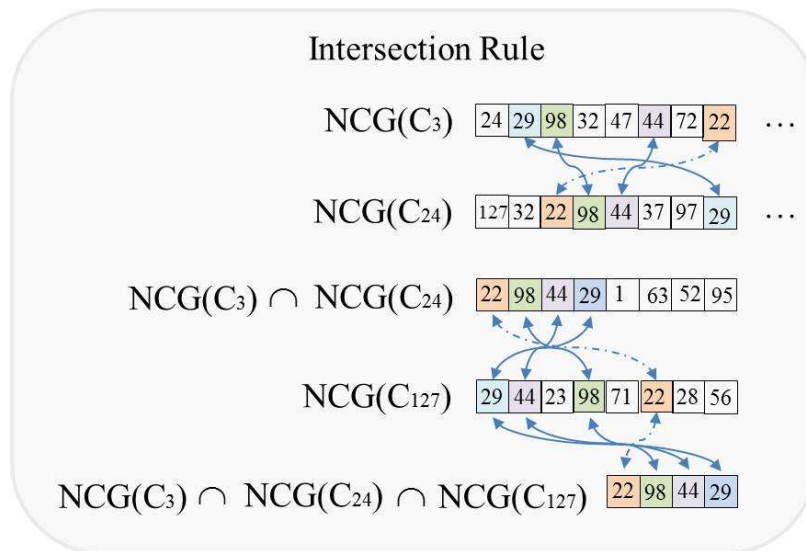 Intersection Rule
NCG(C₃) 24 29 98 32 47 44 72 22 …
NCG(C₂₄) 127 32 22 98 44 37 97 29 …
NCG(C₃) ∩ NCG(C₂₄) 22 98 44 29 1 63 52 95
NCG(C₁₂₇) 29 44 23 98 71 22 28 56
NCG(C₃) ∩ NCG(C₂₄) ∩ NCG(C₁₂₇) 22 98 44 29